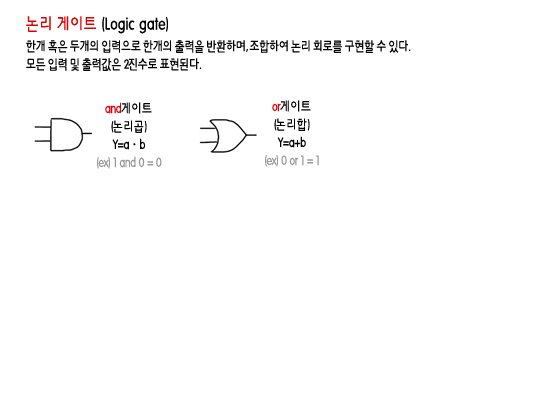 논리 게이트 (Logic gate)
한개 혹은 두개의 입력으로 한개의 출력을 반환하며, 조합하여 논리 회로를 구현할 수 있다.
모든 입력 및 출력값은 2진수로 표현된다.
and게이트
(논리곱)
Y=a · b
(ex) 1 and 0 = 0
or게이트
(논리합)
Y=a+b
(ex) 0 or 1 = 1